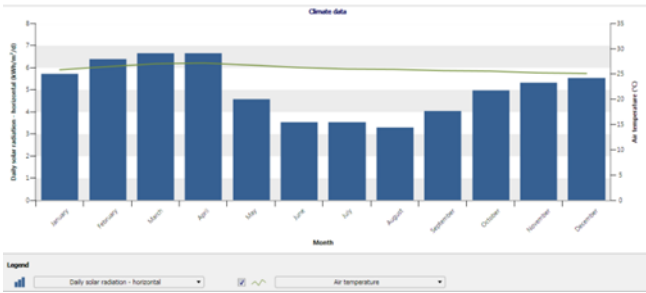 Climate data
Daily solar radiation - horizontal (kWh/m²/d)
8
7
6
5
4
3
2
1
0
35
30
25
20
15
10
5
0
Air temperature (°C)
January
February
March
April
May
June
July
August
September
October
November
December
Month
Legend
Daily solar radiation - horizontal
Air temperature